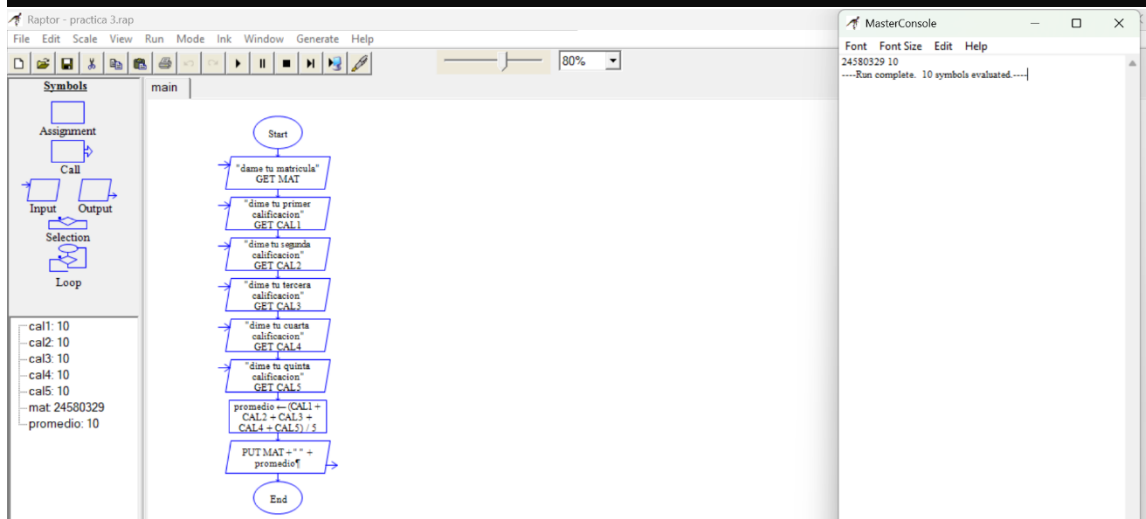 Raptor - practica 3.rap
File Edit Scale View Run Mode Ink Window Generate Help
80%
Symbols
Assignment
Call
Input Output
Selection
Loop
cal1: 10
cal2: 10
cal3: 10
cal4: 10
cal5: 10
mat: 24580329
promedio: 10
main
Start
"dame tu matricula"
GET MAT
"dime tu primer
calificacion"
GET CAL1
"dime tu segunda
calificacion"
GET CAL2
"dime tu tercera
calificacion"
GET CAL3
"dime tu cuarta
calificacion"
GET CAL4
"dime tu quinta
calificacion"
GET CAL5
promedio ← (CAL1 +
CAL2 + CAL3 +
CAL4 + CAL5) / 5
PUT MAT +" " +
promedio¶
End
MasterConsole
Font Font Size Edit Help
24580329 10
----Run complete. 10 symbols evaluated.----